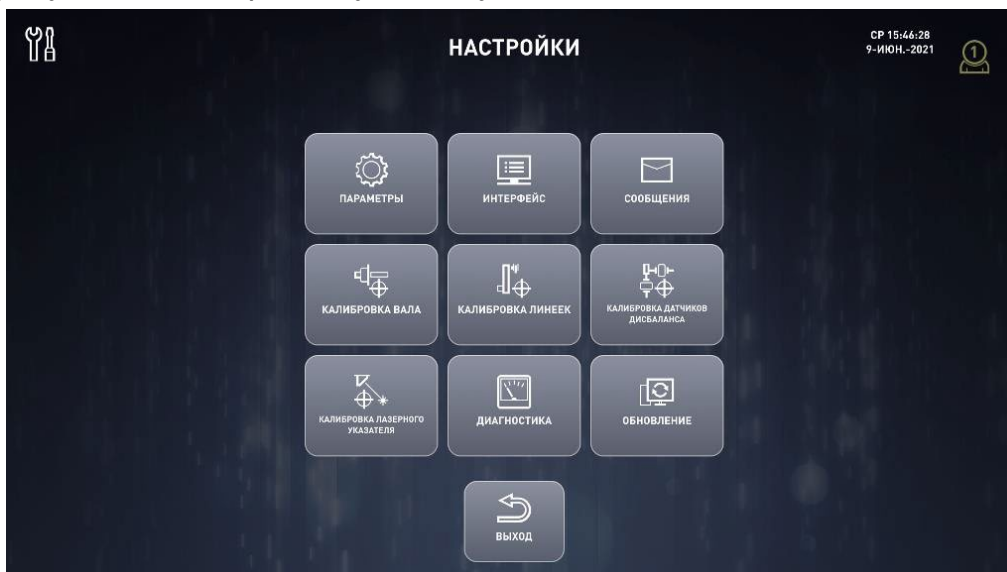 НАСТРОЙКИ
СР 15:46:28
9-ИЮН.-2021
1
ПАРАМЕТРЫ
ИНТЕРФЕЙС
СООБЩЕНИЯ
КАЛИБРОВКА ВАЛА
КАЛИБРОВКА ЛИНЕЕК
КАЛИБРОВКА ДАТЧИКОВ
ДИСБАЛАНСА
КАЛИБРОВКА ЛАЗЕРНОГО
УКАЗАТЕЛЯ
ДИАГНОСТИКА
ОБНОВЛЕНИЕ
ВЫХОД